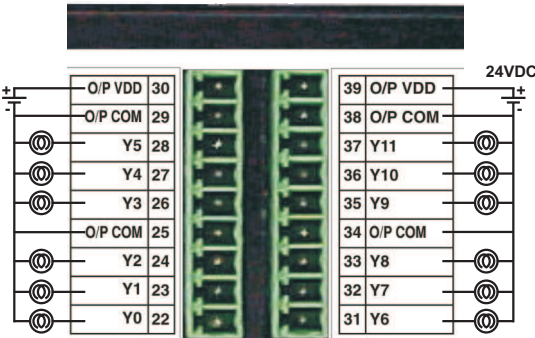 24VDC
+ O/P VDD 30 39 O/P VDD +
- O/P COM 29 38 O/P COM -
Y5 28 37 Y11
Y4 27 36 Y10
Y3 26 35 Y9
O/P COM 25 34 O/P COM
Y2 24 33 Y8
Y1 23 32 Y7
Y0 22 31 Y6